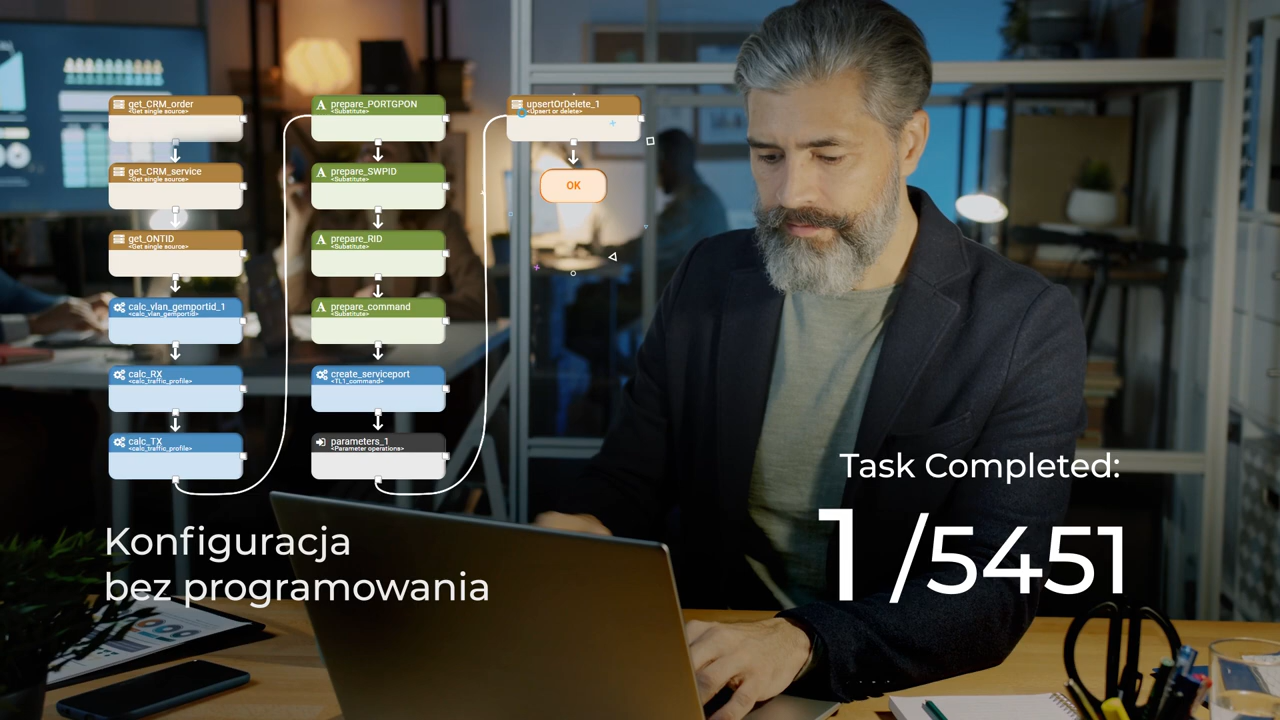 get_CRM_order
<Get single source>
get_CRM_service
<Get single source>
get_ONTID
<Get single source>
calc_vlan_gemportid_1
<calc_vlan_gemportid>
calc_RX
<calc_traffic_profile>
calc_TX
<calc_traffic_profile>
prepare_PORTGPON
<Substitute>
prepare_SWPID
<Substitute>
prepare_RID
<Substitute>
prepare_command
<Substitute>
create_serviceport
<TL1_command>
parameters_1
<Parameter operations>
upsertOrDelete_1
<Upsert or delete>
OK
Konfiguracja
bez programowania
Task Completed:
1 /5451